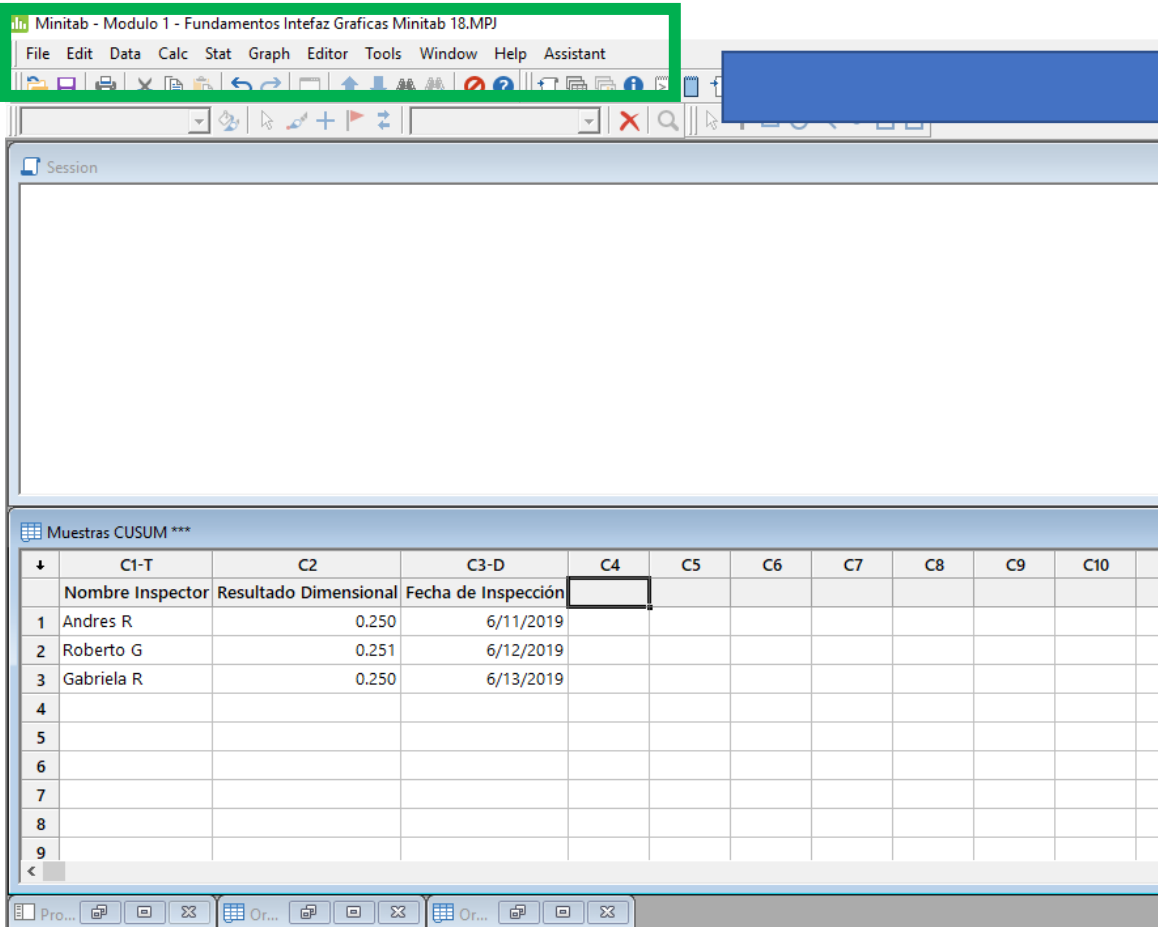 Minitab - Modulo 1 - Fundamentos Intefaz Graficas Minitab 18.MPJ
File Edit Data Calc Stat Graph Editor Tools Window Help Assistant
Session
Muestras CUSUM ***
C1-T C2 C3-D C4 C5 C6 C7 C8 C9 C10
Nombre Inspector Resultado Dimensional Fecha de Inspección
1 Andres R 0.250 6/11/2019
2 Roberto G 0.251 6/12/2019
3 Gabriela R 0.250 6/13/2019
4
5
6
7
8
9
Pro... Or... Or...